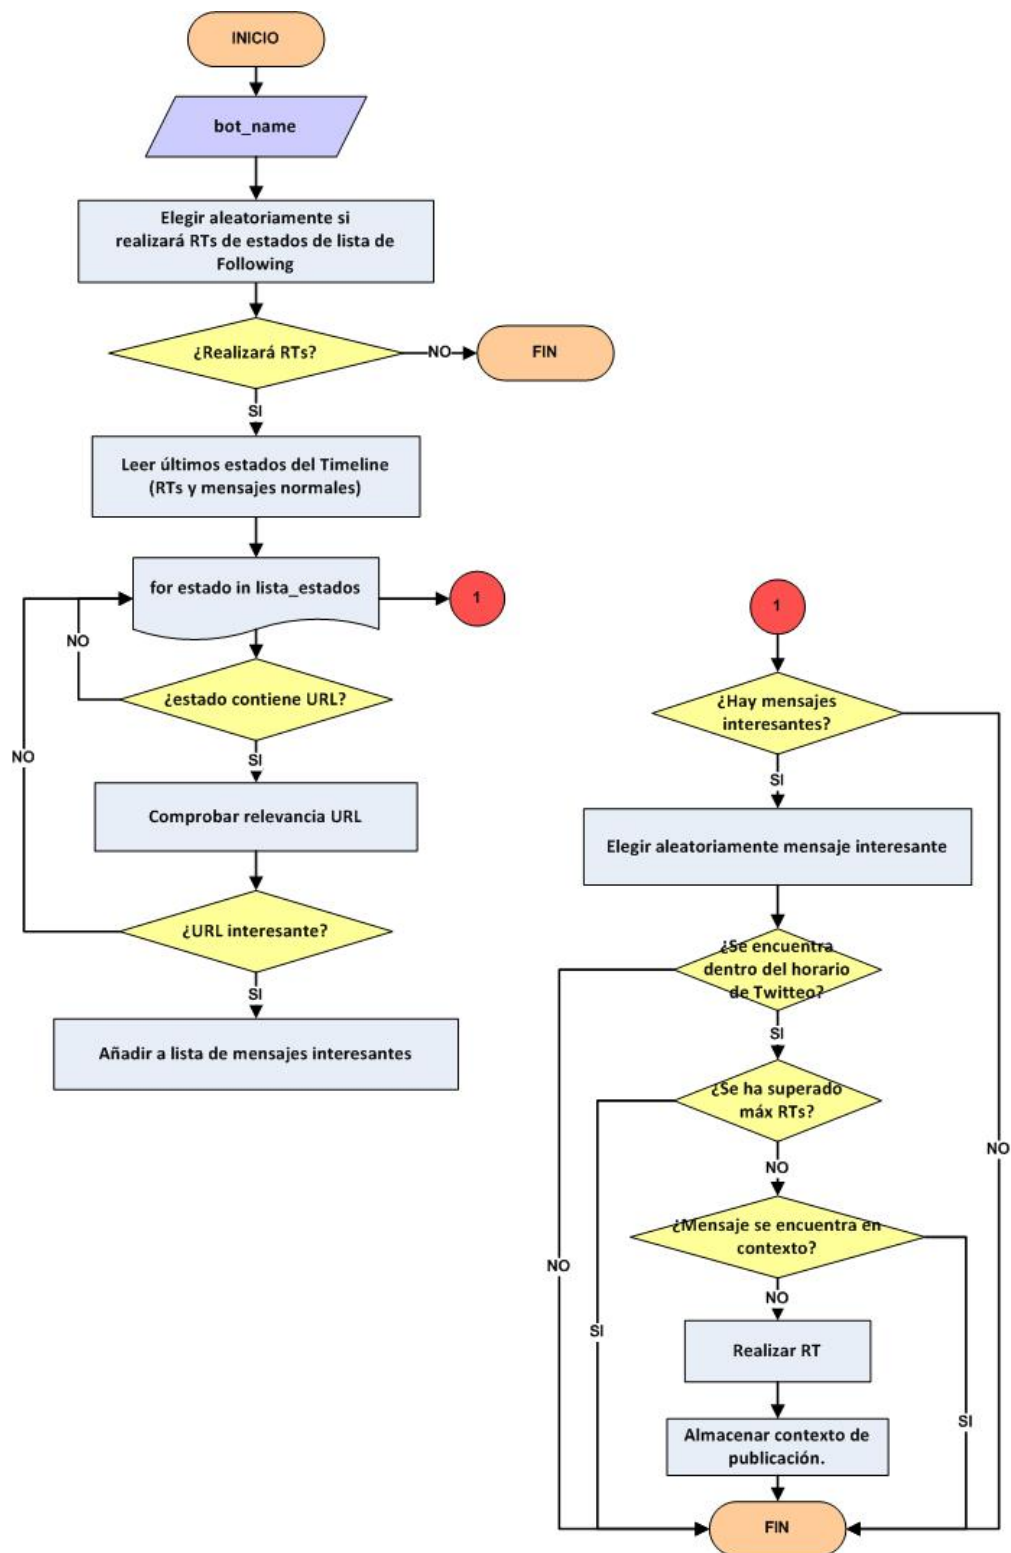 INICIO
bot_name
Elegir aleatoriamente si
realizará RTs de estados de lista de
Following
¿Realizará RTs?
NO
FIN
SI
Leer últimos estados del Timeline
(RTs y mensajes normales)
for estado in lista_estados
1
NO
¿estado contiene URL?
NO
SI
Comprobar relevancia URL
¿URL interesante?
SI
Añadir a lista de mensajes interesantes
1
¿Hay mensajes
interesantes?
SI
Elegir aleatoriamente mensaje interesante
¿Se encuentra
dentro del horario
de Twitteo?
SI
¿Se ha superado
máx RTs?
NO
NO
¿Mensaje se encuentra en
contexto?
NO
NO
SI
Realizar RT
SI
Almacenar contexto de
publicación.
FIN